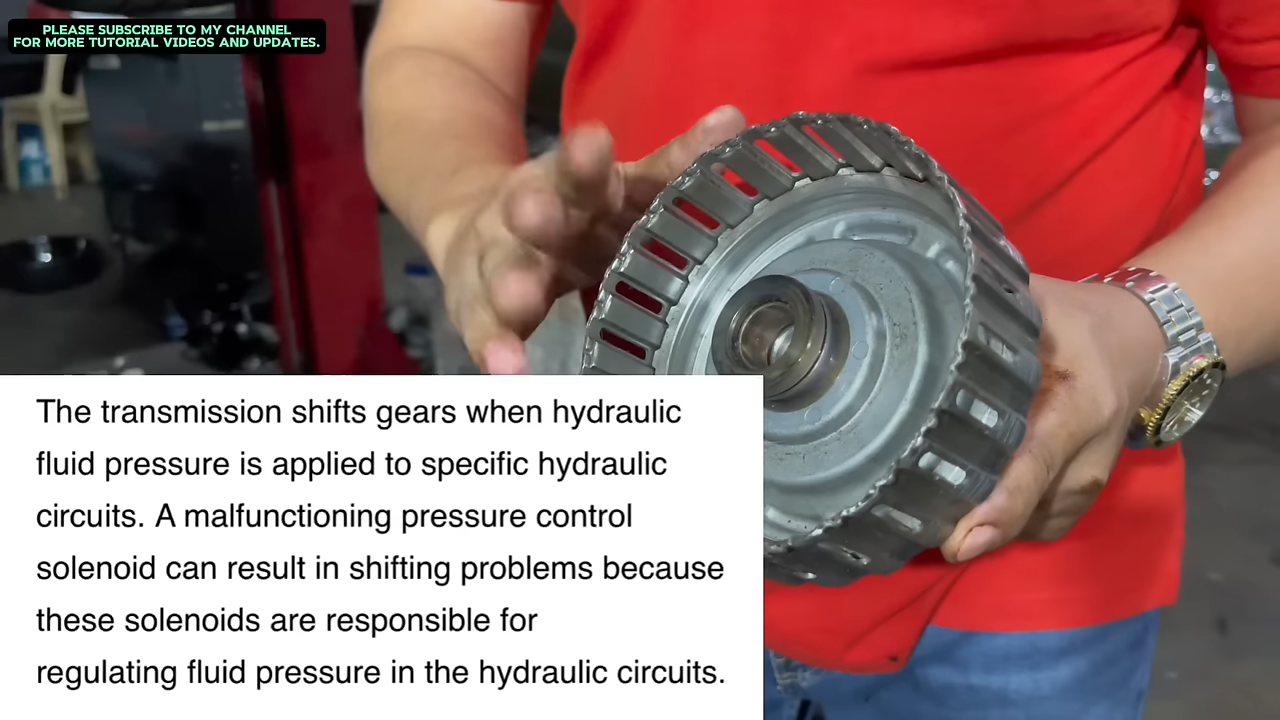 PLEASE SUBSCRIBE TO MY CHANNEL
FOR MORE TUTORIAL VIDEOS AND UPDATES.
The transmission shifts gears when hydraulic
fluid pressure is applied to specific hydraulic
circuits. A malfunctioning pressure control
solenoid can result in shifting problems because
these solenoids are responsible for
regulating fluid pressure in the hydraulic circuits.